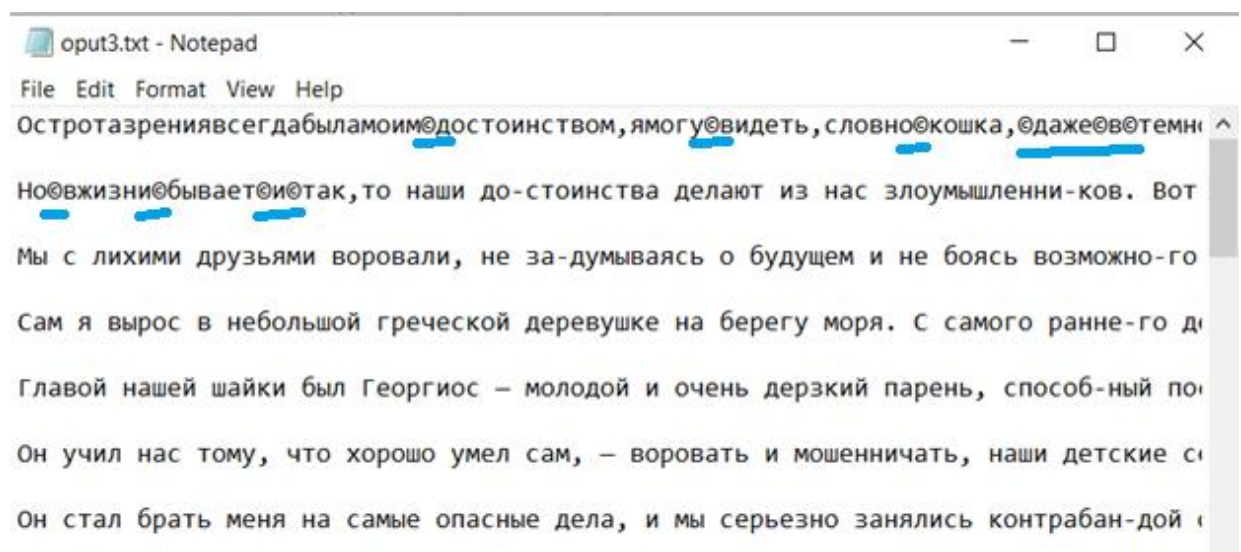 oput3.txt - Notepad
File Edit Format View Help
Остротазрениявсегдабыламоим©достоинством,ямогу©видеть,словно©кошка,©даже©в©темн
Но©вжизни©бывает©и©так,то наши до-стоинства делают из нас злоумышленни-ков. Вот
Мы с лихими друзьями воровали, не за-думываясь о будущем и не боясь возможно-го
Сам я вырос в небольшой греческой деревушке на берегу моря. С самого ранне-го д
Главой нашей шайки был Георгиос — молодой и очень дерзкий парень, способ-ный по
Он учил нас тому, что хорошо умел сам, — воровать и мошенничать, наши детские с
Он стал брать меня на самые опасные дела, и мы серьезно занялись контрабан-дой